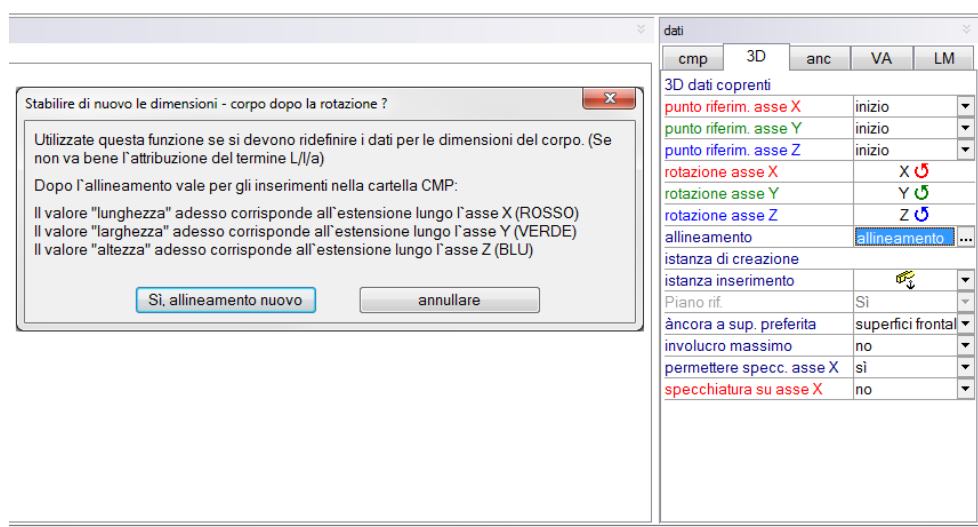 dati
cmp 3D anc VA LM
3D dati coprenti
punto riferim. asse X inizio
punto riferim. asse Y inizio
punto riferim. asse Z inizio
rotazione asse X X
rotazione asse Y Y
rotazione asse Z Z
allineamento allineamento ...
istanza di creazione
istanza inserimento
Piano rif. Sì
àncora a sup. preferita superfici frontal
involucro massimo no
permettere specc. asse X sì
specchiatura su asse X no
Stabilire di nuovo le dimensioni - corpo dopo la rotazione ?
Utilizzate questa funzione se si devono ridefinire i dati per le dimensioni del corpo. (Se
non va bene l`attribuzione del termine L/l/a)
Dopo l`allineamento vale per gli inserimenti nella cartella CMP:
Il valore "lunghezza" adesso corrisponde all`estensione lungo l`asse X (ROSSO)
Il valore "larghezza" adesso corrisponde all`estensione lungo l`asse Y (VERDE)
Il valore "altezza" adesso corrisponde all`estensione lungo l`asse Z (BLU)
Sì, allineamento nuovo annullare